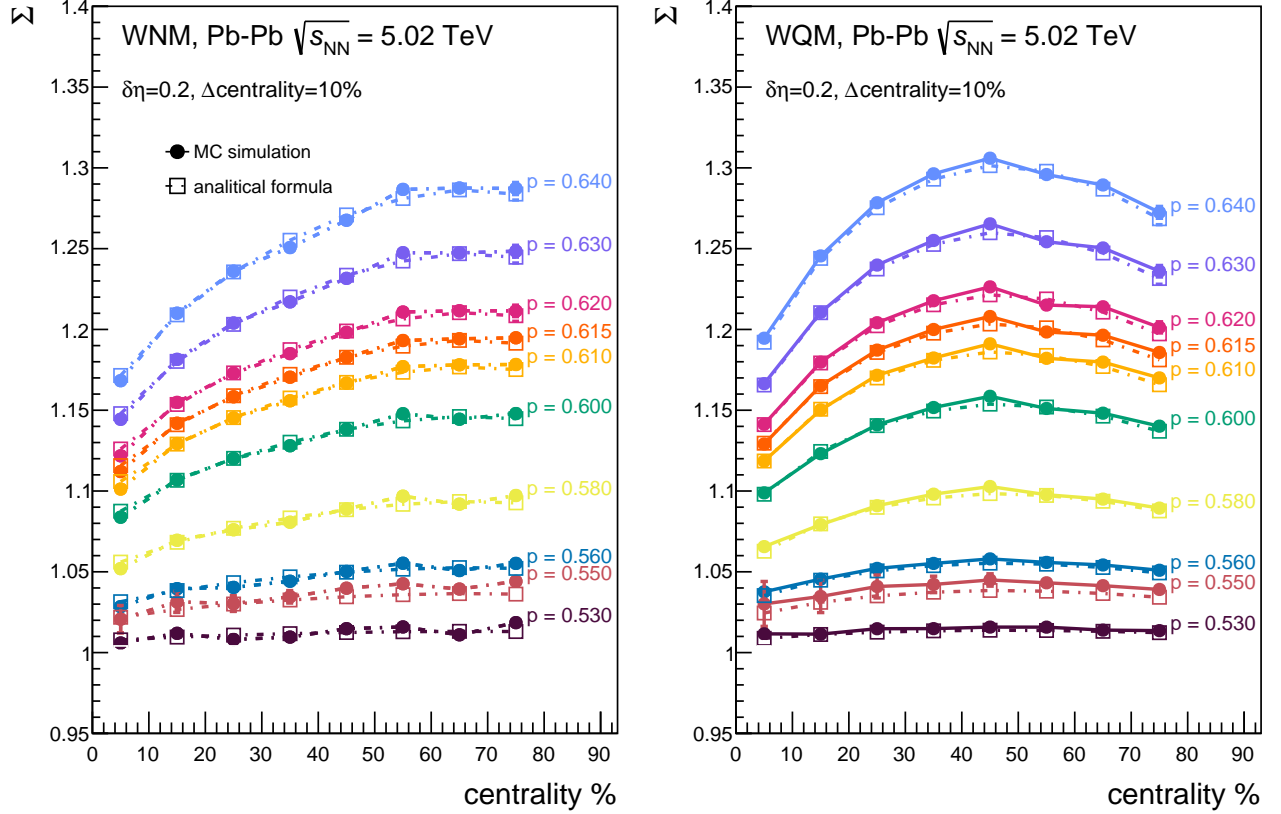 Σ
WNM, Pb-Pb √sNN = 5.02 TeV
δη=0.2, Δcentrality=10%
MC simulation
analitical formula
p = 0.640
p = 0.630
p = 0.620
p = 0.615
p = 0.610
p = 0.600
p = 0.580
p = 0.560
p = 0.550
p = 0.530
1.4
1.35
1.3
1.25
1.2
1.15
1.1
1.05
1
0.95
0 10 20 30 40 50 60 70 80 90
centrality %
Σ
WQM, Pb-Pb √sNN = 5.02 TeV
δη=0.2, Δcentrality=10%
p = 0.640
p = 0.630
p = 0.620
p = 0.615
p = 0.610
p = 0.600
p = 0.580
p = 0.560
p = 0.550
p = 0.530
1.4
1.35
1.3
1.25
1.2
1.15
1.1
1.05
1
0.95
0 10 20 30 40 50 60 70 80 90
centrality %